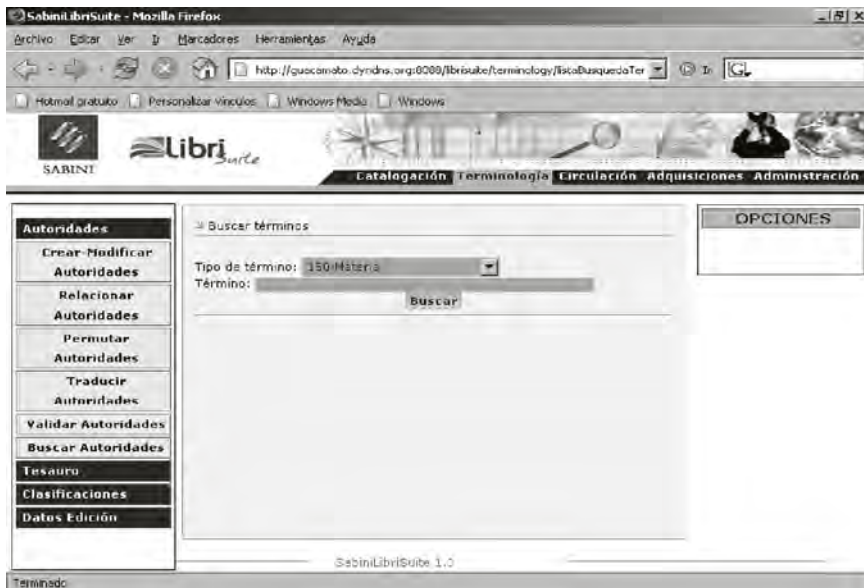 SabiniLibriSuite - Mozilla Firefox
Archivo Editar Ver Ir Marcadores Herramientas Ayuda
http://guacamato.dyndns.org:8088/librisuite/terminology/listaBusquedaTer
Hotmail gratuito Personalizar vínculos Windows Media Windows
SABINI
Libri suite
Catalogación Terminología Circulación Adquisiciones Administración
Autoridades
Crear-Modificar
Autoridades
Relacionar
Autoridades
Permutar
Autoridades
Traducir
Autoridades
Validar Autoridades
Buscar Autoridades
Tesauro
Clasificaciones
Datos Edición
Buscar términos
Tipo de término: 150-Materia
Término:
Buscar
OPCIONES
SabiniLibriSuite 1.0
Terminado